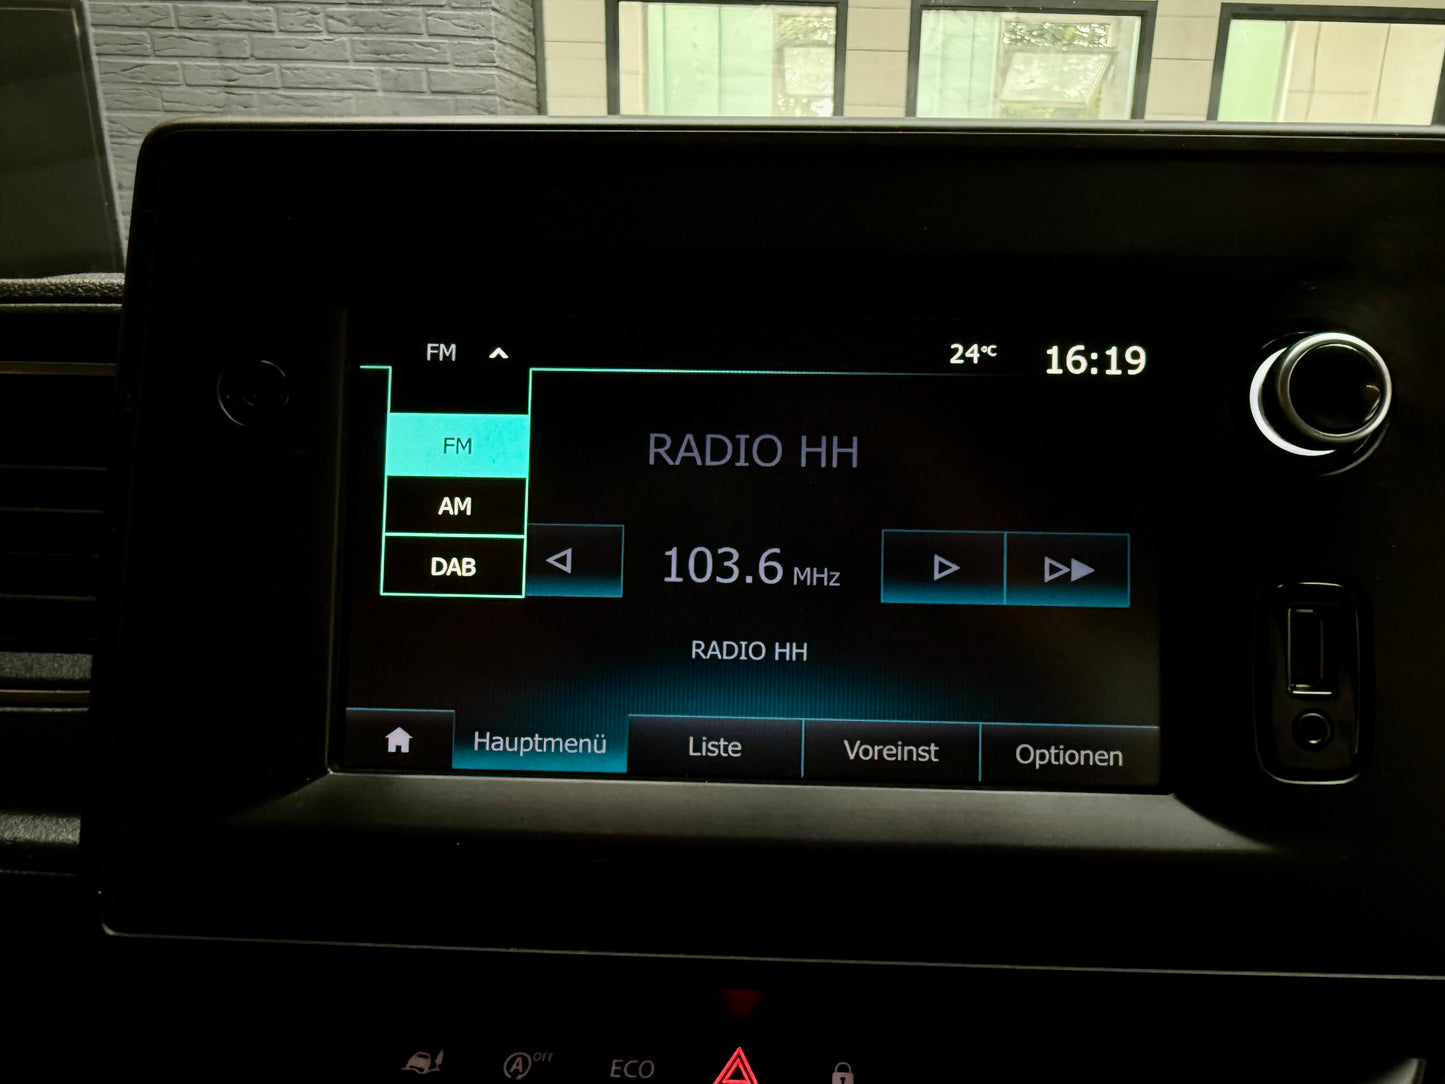 FM
24°C
16:19
FM
RADIO HH
AM
DAB
103.6 MHz
RADIO HH
Hauptmenü
Liste
Voreinst
Optionen
A OFF
ECO